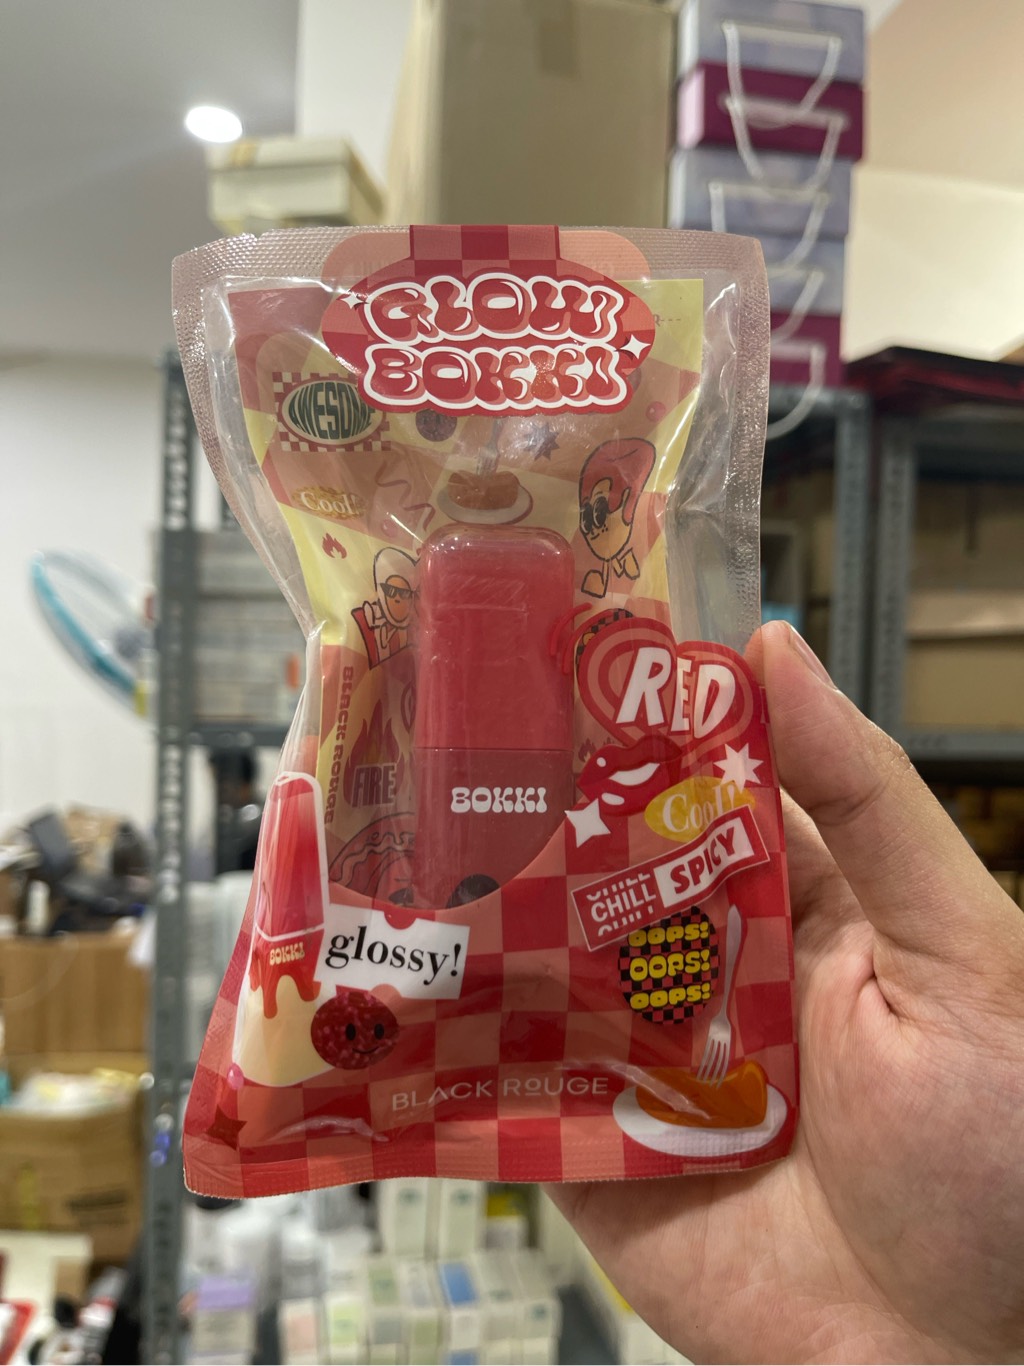 GLOW
BOKKI
AWESOME
Cool!
BLACK ROUGE
FIRE
BOKKI
RED
Cool!
CHILL
SPICY
BOKKI
glossy!
OOPS!
OOPS!
OOPS!
BLACK ROUGE